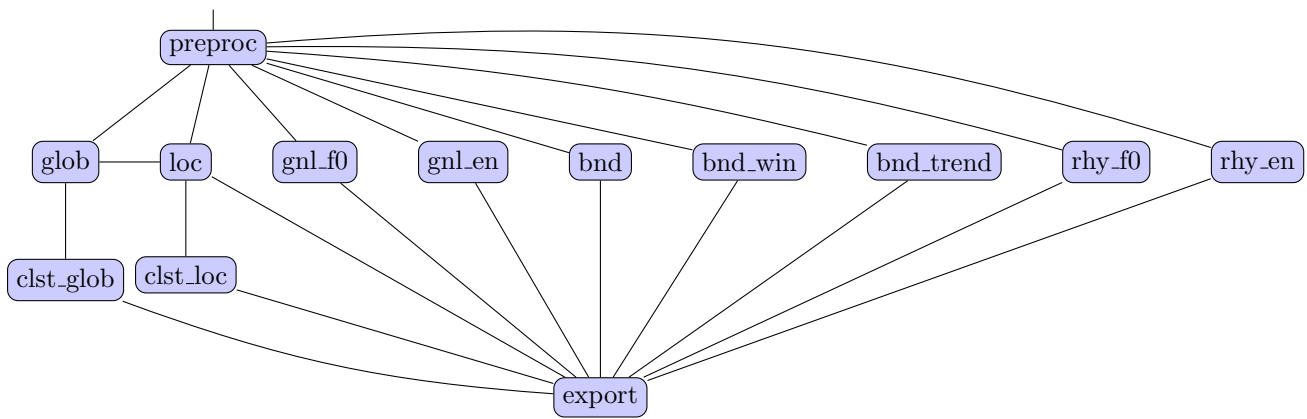 preproc
glob loc gnl_f0 gnl_en bnd bnd_win bnd_trend rhy_f0 rhy_en
clst_glob clst_loc
export